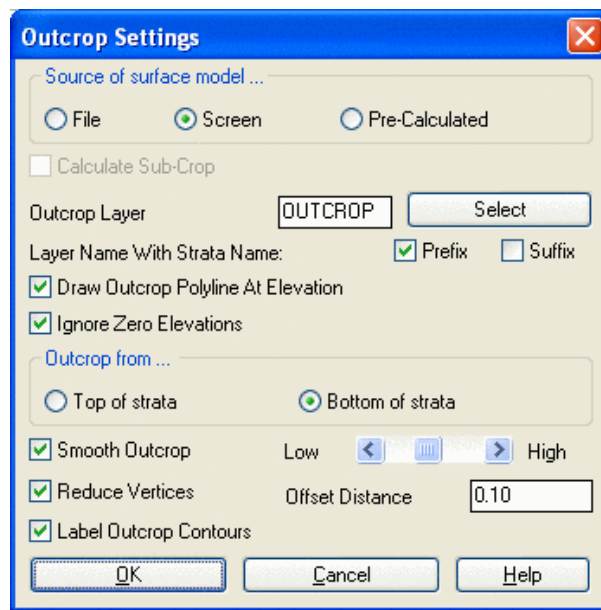 Outcrop Settings
Source of surface model ...
File Screen Pre-Calculated
Calculate Sub-Crop
Outcrop Layer OUTCROP Select
Layer Name With Strata Name: Prefix Suffix
Draw Outcrop Polyline At Elevation
Ignore Zero Elevations
Outcrop from ...
Top of strata Bottom of strata
Smooth Outcrop Low High
Reduce Vertices Offset Distance 0.10
Label Outcrop Contours
OK Cancel Help